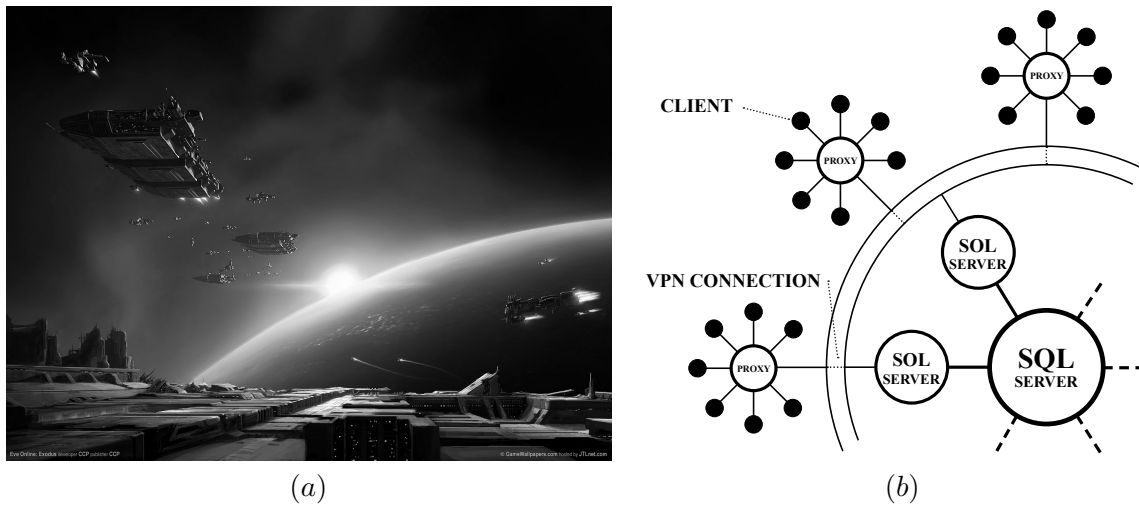 Eve Online: Exodus developer CCP publisher CCP
© GameWallpapers.com hosted by JTLnet.com
(a)
PROXY
CLIENT
PROXY
SOL
SERVER
VPN CONNECTION
PROXY
SOL
SERVER
SQL
SERVER
(b)